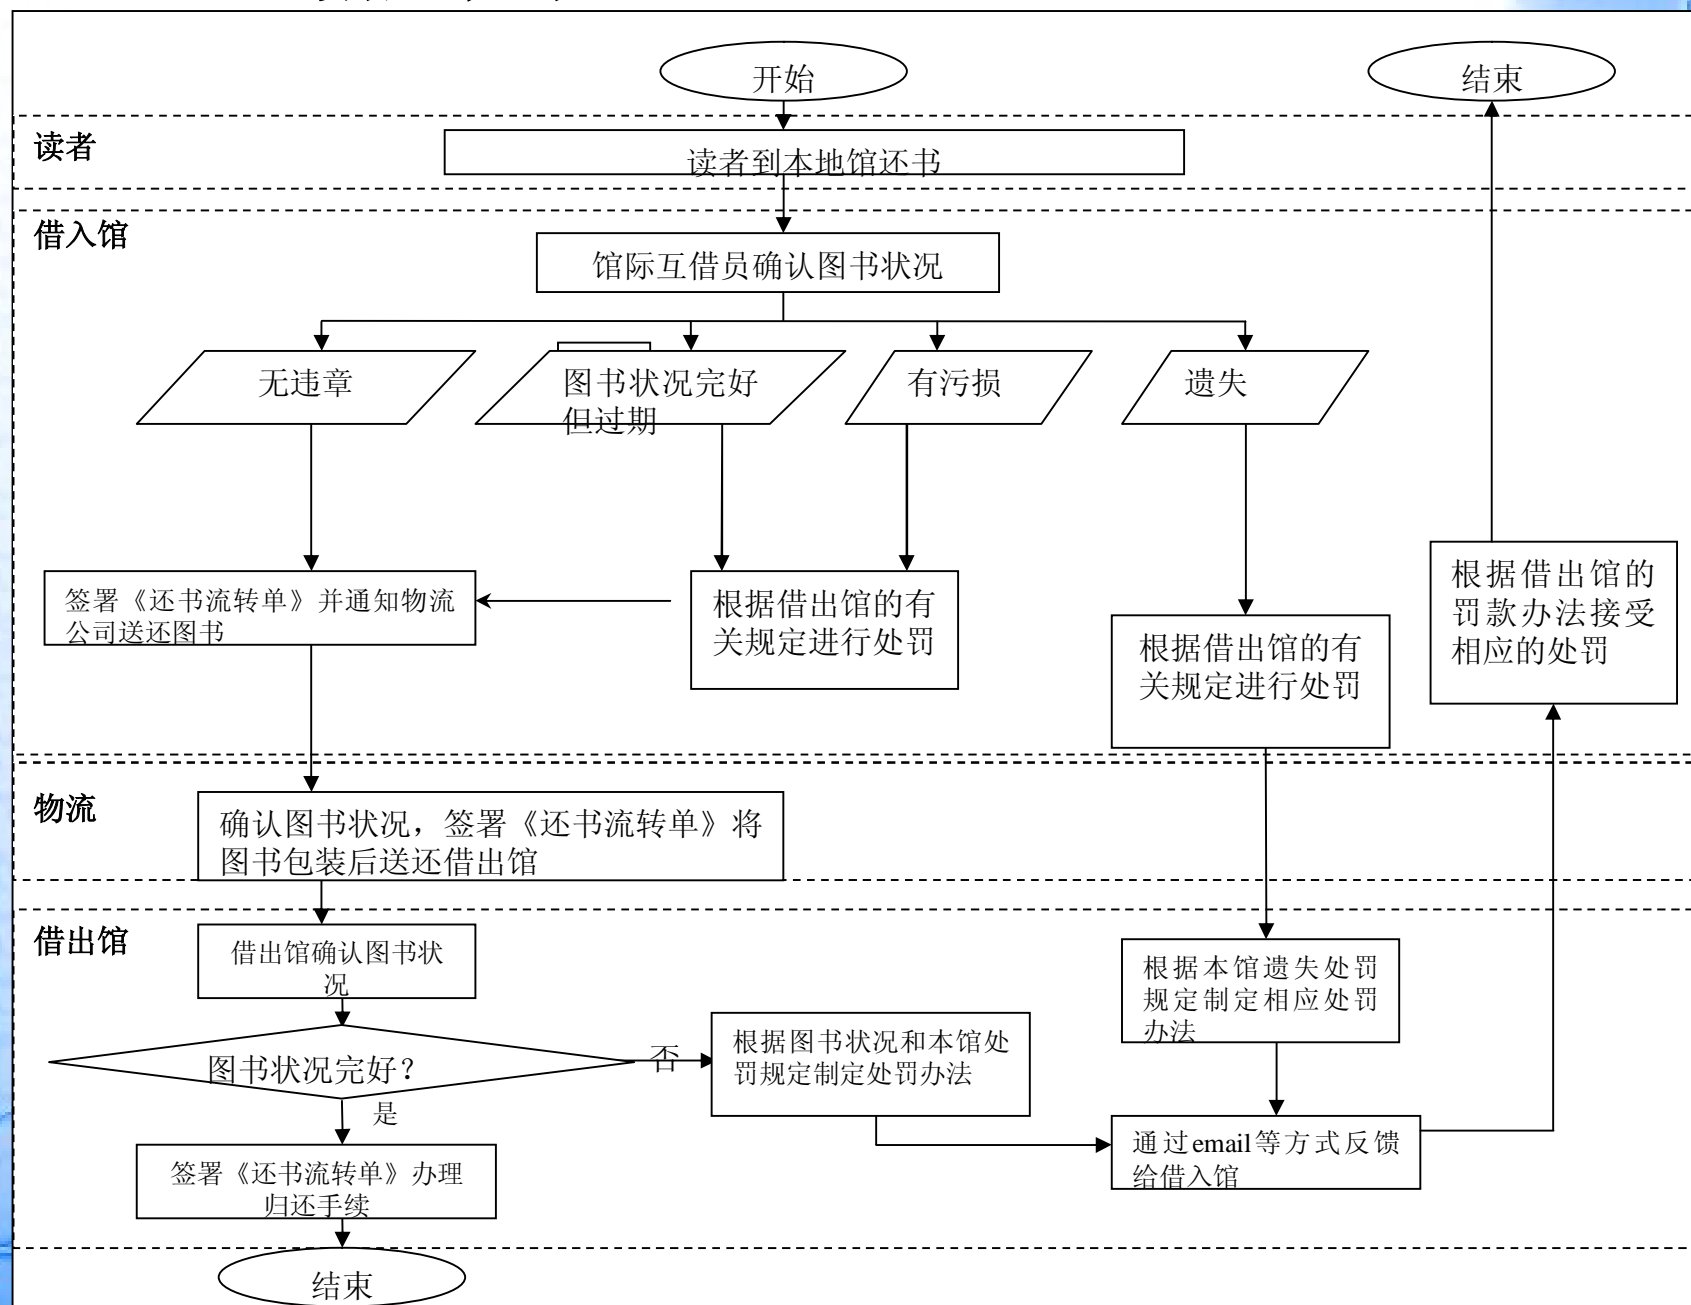 开始
结束
读者
读者到本地馆还书
借入馆
馆际互借员确认图书状况
无违章
图书状况完好
但过期
有污损
遗失
签署《还书流转单》并通知物流
公司送还图书
根据借出馆的有
关规定进行处罚
根据借出馆的有
关规定进行处罚
根据借出馆的
罚款办法接受
相应的处罚
物流
确认图书状况，签署《还书流转单》将
图书包装后送还借出馆
借出馆
借出馆确认图书状
况
图书状况完好？
否
是
根据图书状况和本馆处
罚规定制定处罚办法
根据本馆遗失处罚
规定制定相应处罚
办法
通过email等方式反馈
给借入馆
签署《还书流转单》办理
归还手续
结束